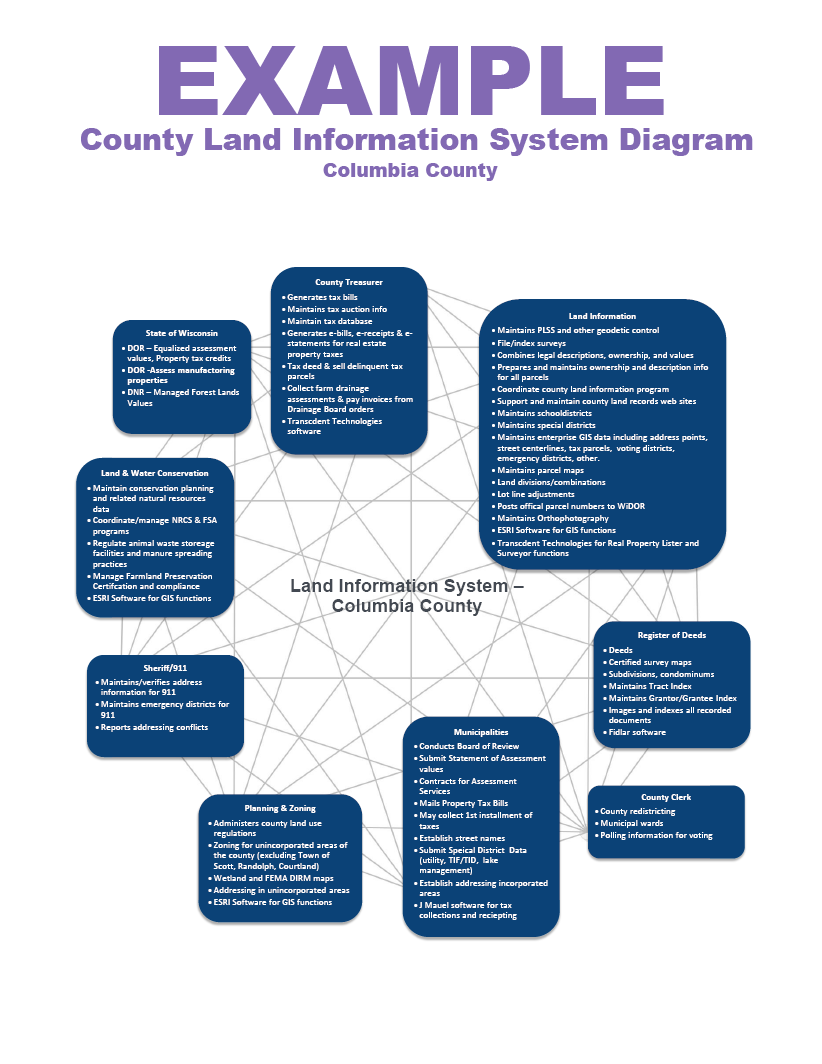 EXAMPLE
County Land Information System Diagram
Columbia County
County Treasurer
• Generates tax bills
• Maintains tax auction info
• Maintain tax database
• Generates e-bills, e-receipts & e-
statements for real estate
property taxes
• Tax deed & sell delinquent tax
parcels
• Collect farm drainage
assessments & pay invoices from
Drainage Board orders
• Transcdent Technologies
software
State of Wisconsin
• DOR – Equalized assessment
values, Property tax credits
• DOR -Assess manufactoring
properties
• DNR – Managed Forest Lands
Values
Land Information
• Maintains PLSS and other geodetic control
• File/index surveys
• Combines legal descriptions, ownership, and values
• Prepares and maintains ownership and description info
for all parcels
• Coordinate county land information program
• Support and maintain county land records web sites
• Maintains schooldistricts
• Maintains special districts
• Maintains enterprise GIS data including address points,
street centerlines, tax parcels, voting districts,
emergency districts, other.
• Maintains parcel maps
• Land divisions/combinations
• Lot line adjustments
• Posts offical parcel numbers to WiDOR
• Maintains Orthophotography
• ESRI Software for GIS functions
• Transcdent Technologies for Real Property Lister and
Surveyor functions
Land & Water Conservation
• Maintain conservation planning
and related natural resources
data
• Coordinate/manage NRCS & FSA
programs
• Regulate animal waste storeage
facilities and manure spreading
practices
• Manage Farmland Preservation
Certifcation and compliance
• ESRI Software for GIS functions
Land Information System –
Columbia County
Register of Deeds
• Deeds
• Certified survey maps
• Subdivisions, condominums
• Maintains Tract Index
• Maintains Grantor/Grantee Index
• Images and indexes all recorded
documents
• Fidlar software
Sheriff/911
• Maintains/verifies address
information for 911
• Maintains emergency districts for
911
• Reports addressing conflicts
Municipalities
• Conducts Board of Review
• Submit Statement of Assessment
values
• Contracts for Assessment
Services
• Mails Property Tax Bills
• May collect 1st installment of
taxes
• Establish street names
• Submit Speical District Data
(utility, TIF/TID, lake
management)
• Establish addressing incorporated
areas
• J Mauel software for tax
collections and reciepting
County Clerk
• County redistricting
• Municipal wards
• Polling information for voting
Planning & Zoning
• Administers county land use
regulations
• Zoning for unincorporated areas of
the county (excluding Town of
Scott, Randolph, Courtland)
• Wetland and FEMA DIRM maps
• Addressing in unincorporated areas
• ESRI Software for GIS functions